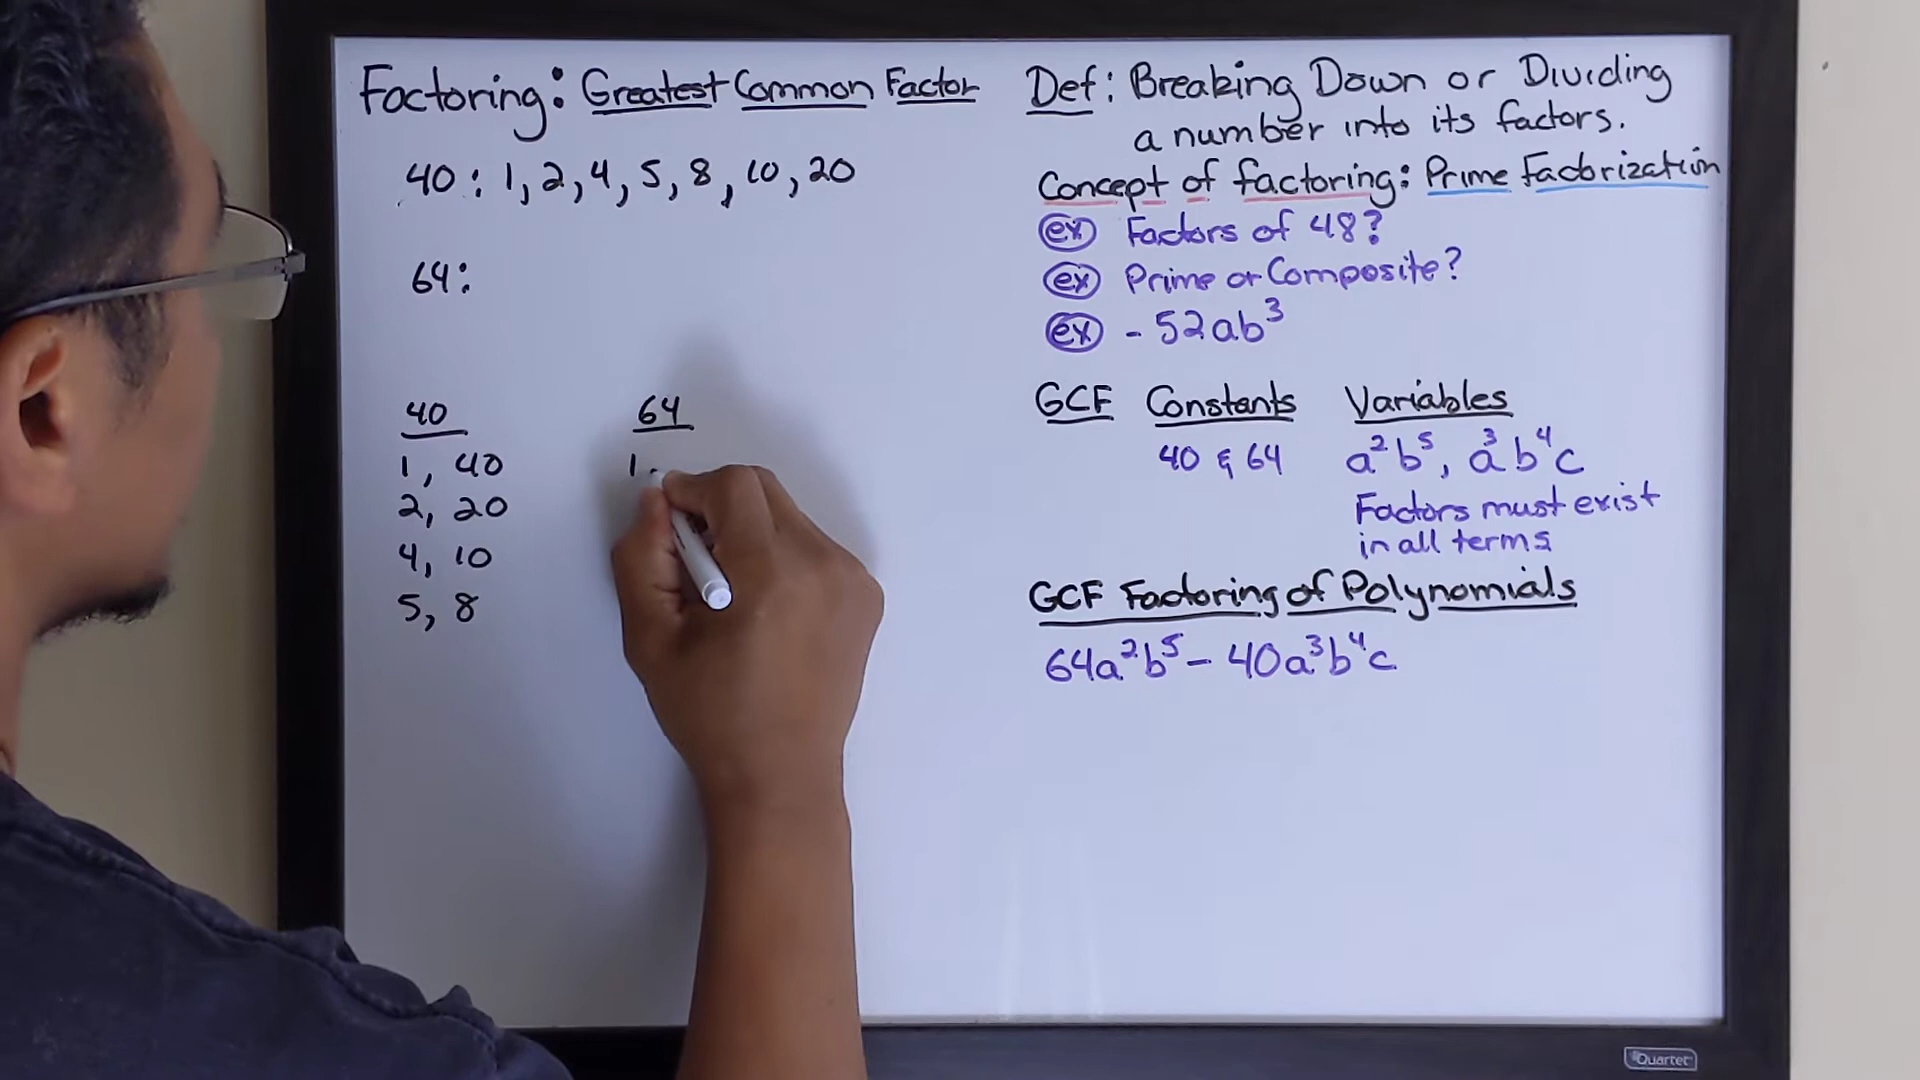 Factoring: Greatest Common Factor
40: 1, 2, 4, 5, 8, 10, 20
64:
40
1, 40
2, 20
4, 10
5, 8
64
1,
Def: Breaking Down or Dividing
a number into its factors.
Concept of factoring: Prime Factorization
ex Factors of 48?
ex Prime or Composite?
ex - 52ab³
GCF Constants Variables
40 & 64 a²b⁵, a³b⁴c
Factors must exist
in all terms
GCF Factoring of Polynomials
64a²b⁵ - 40a³b⁴c
Quartet